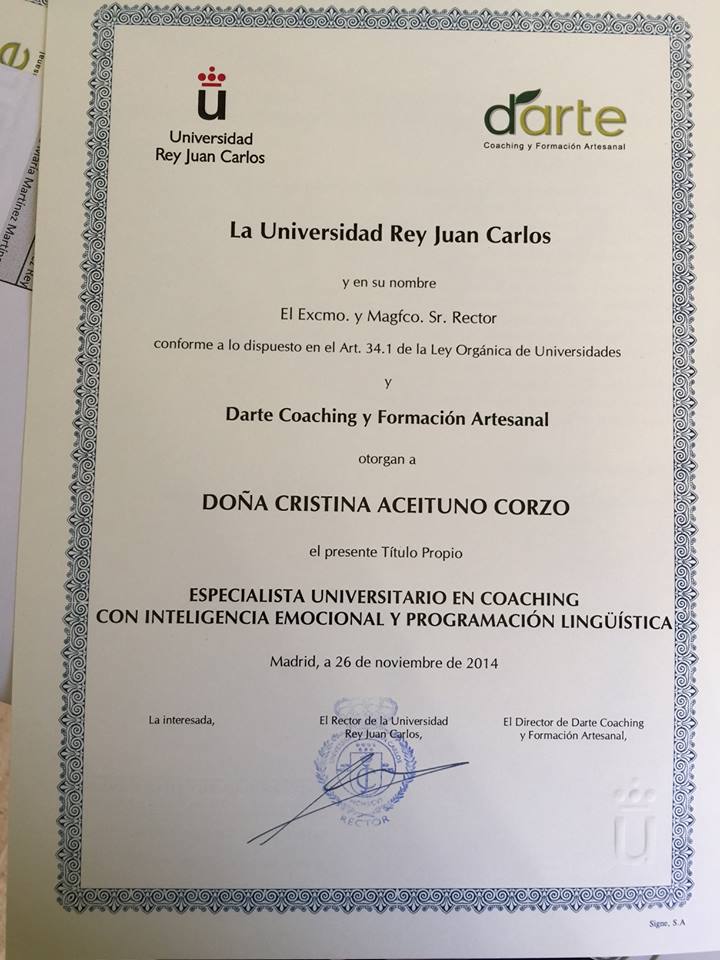 Universidad
Rey Juan Carlos
d'arte
Coaching y Formación Artesanal
La Universidad Rey Juan Carlos
y en su nombre
El Excmo. y Magfco. Sr. Rector
conforme a lo dispuesto en el Art. 34.1 de la Ley Orgánica de Universidades
y
Darte Coaching y Formación Artesanal
otorgan a
DOÑA CRISTINA ACEITUNO CORZO
el presente Título Propio
ESPECIALISTA UNIVERSITARIO EN COACHING
CON INTELIGENCIA EMOCIONAL Y PROGRAMACIÓN LINGÜÍSTICA
Madrid, a 26 de noviembre de 2014
La interesada,
El Rector de la Universidad
Rey Juan Carlos,
El Director de Darte Coaching
y Formación Artesanal,
RECTOR
Signe, S.A
María Martínez